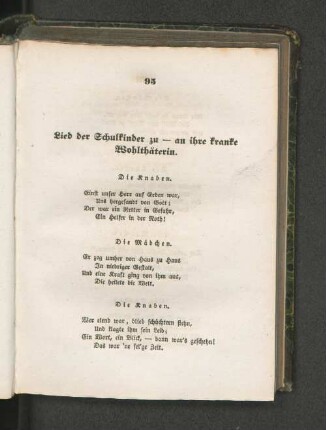 95
Lied der Schulkinder zu — an ihre kranke
Wohlthäterin.
Die Knaben.
Einst unser Herr auf Erden war,
Uns hergesandt von Gott;
Der war ein Retter in Gefahr,
Ein Helfer in der Noth!
Die Mädchen.
Er zog umher von Haus zu Haus
In niedriger Gestalt,
Und eine Kraft ging von ihm aus,
Die heilete die Welt.
Die Knaben.
Wer elend war, blieb schüchtern stehn,
Und klagte ihm sein Leid;
Ein Wort, ein Blick, — dann war's geschehn!
Das war 'ne sel'ge Zeit.